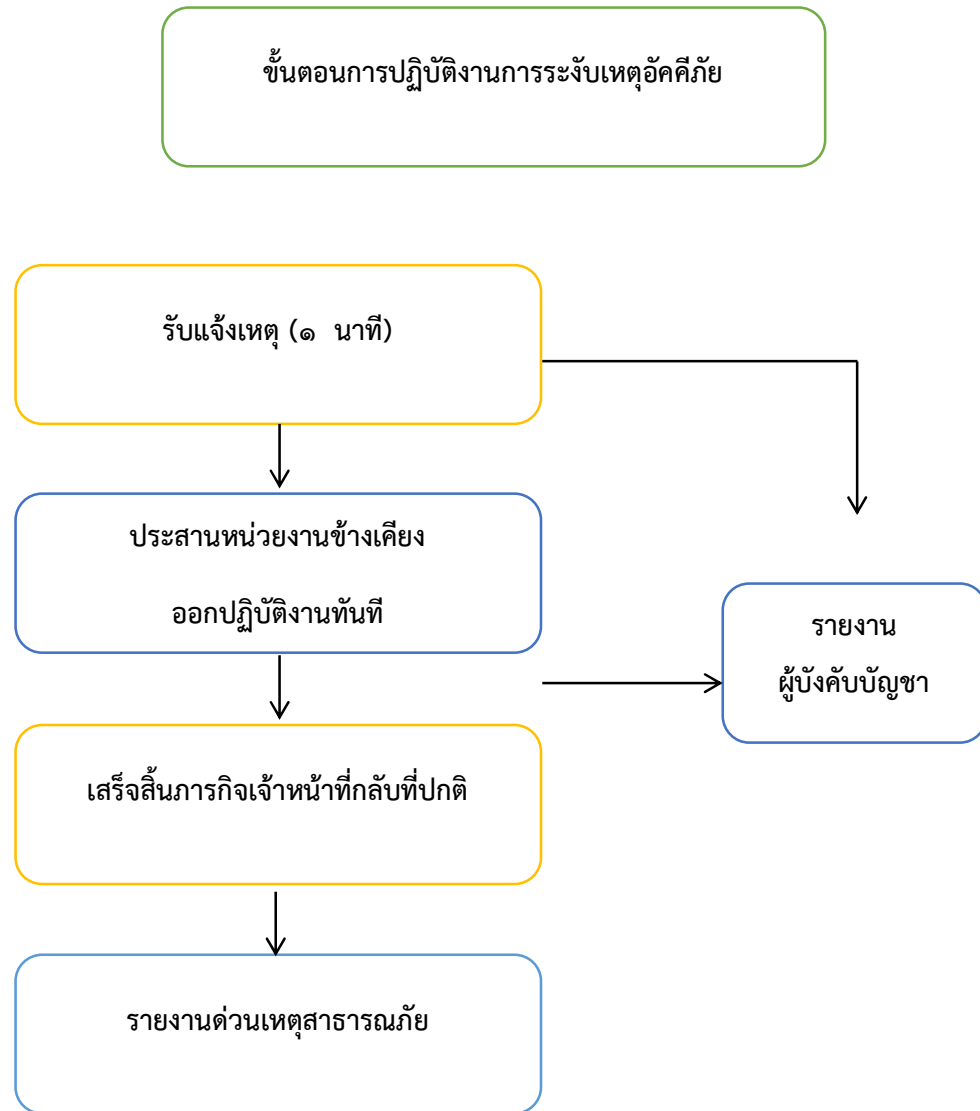 ขั้นตอนการปฏิบัติงานการระงับเหตุอัคคีภัย
รับแจ้งเหตุ (๑ นาที)
ประสานหน่วยงานข้างเคียง
ออกปฏิบัติงานทันที
รายงาน
ผู้บังคับบัญชา
เสร็จสิ้นภารกิจเจ้าหน้าที่กลับที่ปกติ
รายงานด่วนเหตุสาธารณภัย